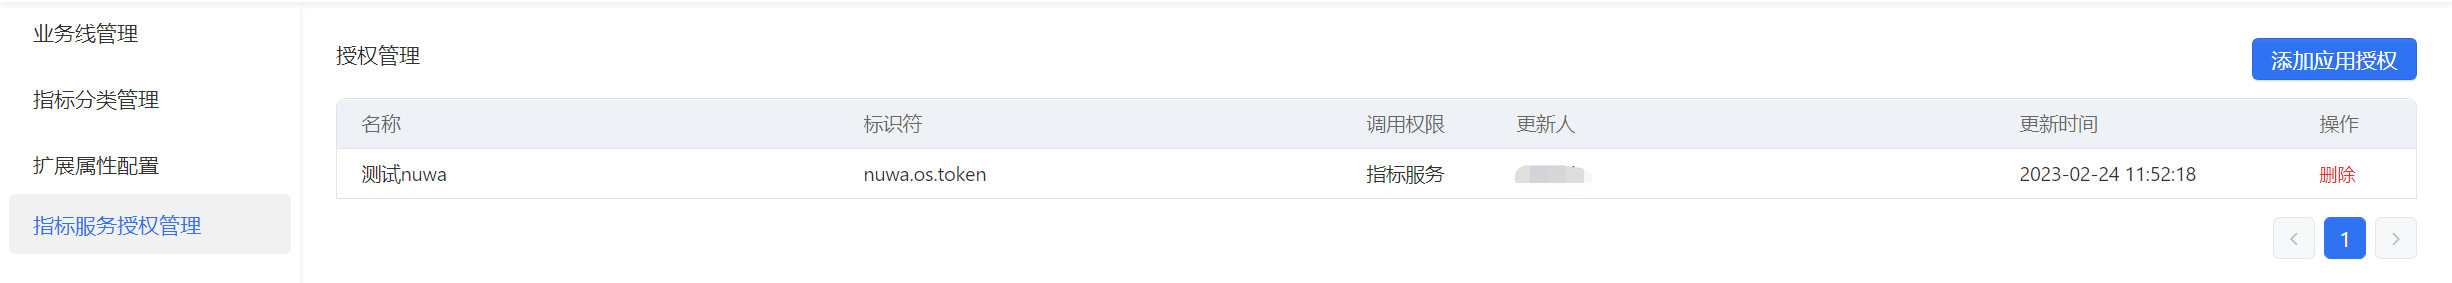 业务线管理
指标分类管理
扩展属性配置
指标服务授权管理
授权管理
添加应用授权
名称 标识符 调用权限 更新人 更新时间 操作
测试nuwa nuwa.os.token 指标服务 2023-02-24 11:52:18 删除
1